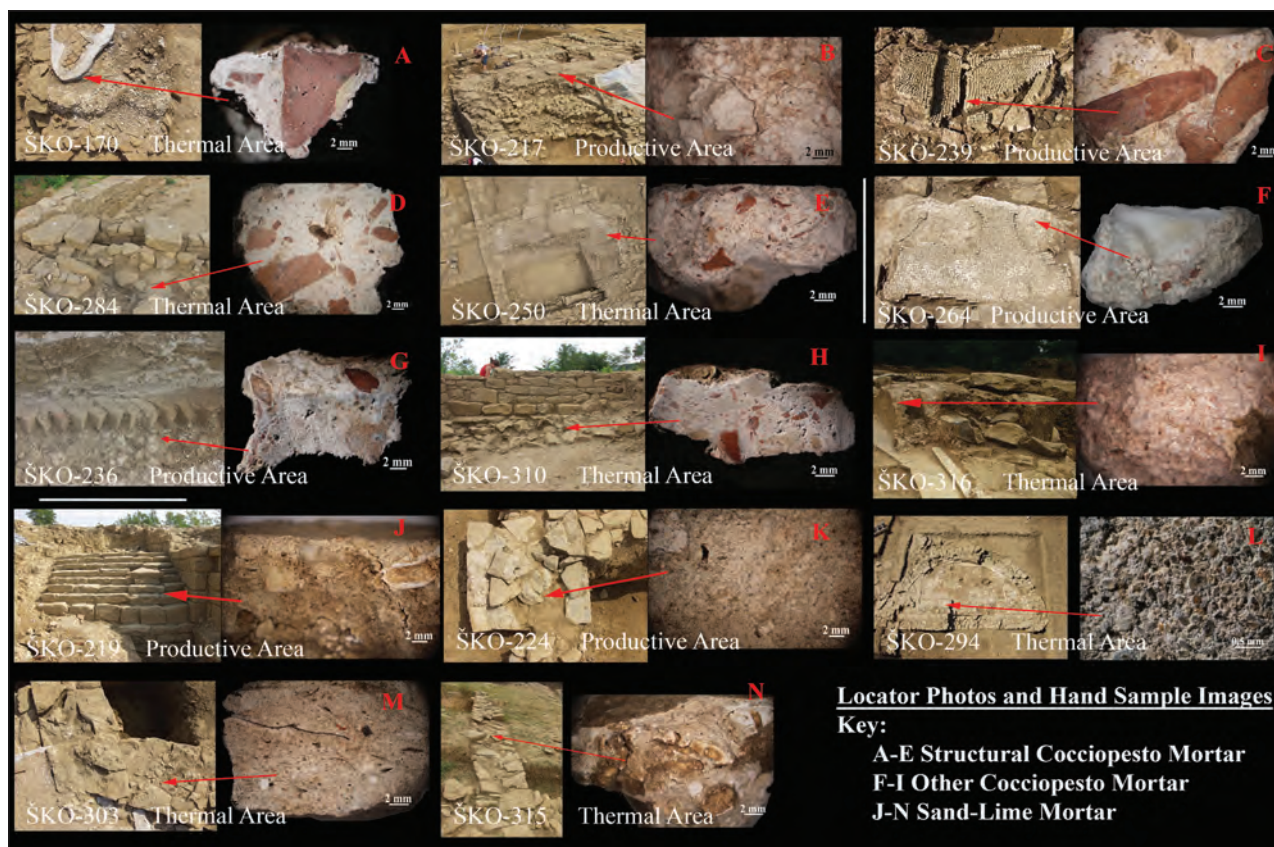 A
ŠKO-170 Thermal Area
2 mm
B
ŠKO-217 Productive Area
2 mm
C
ŠKO-239 Productive Area
2 mm
D
ŠKO-284 Thermal Area
2 mm
E
ŠKO-250 Thermal Area
2 mm
F
ŠKO-264 Productive Area
2 mm
G
ŠKO-236 Productive Area
2 mm
H
ŠKO-310 Thermal Area
2 mm
I
ŠKO-316 Thermal Area
2 mm
J
ŠKO-219 Productive Area
2 mm
K
ŠKO-224 Productive Area
2 mm
L
ŠKO-294 Thermal Area
0.5 mm
M
ŠKO-303 Thermal Area
2 mm
N
ŠKO-315 Thermal Area
2 mm
Locator Photos and Hand Sample Images
Key:
A-E Structural Cocciopesto Mortar
F-I Other Cocciopesto Mortar
J-N Sand-Lime Mortar